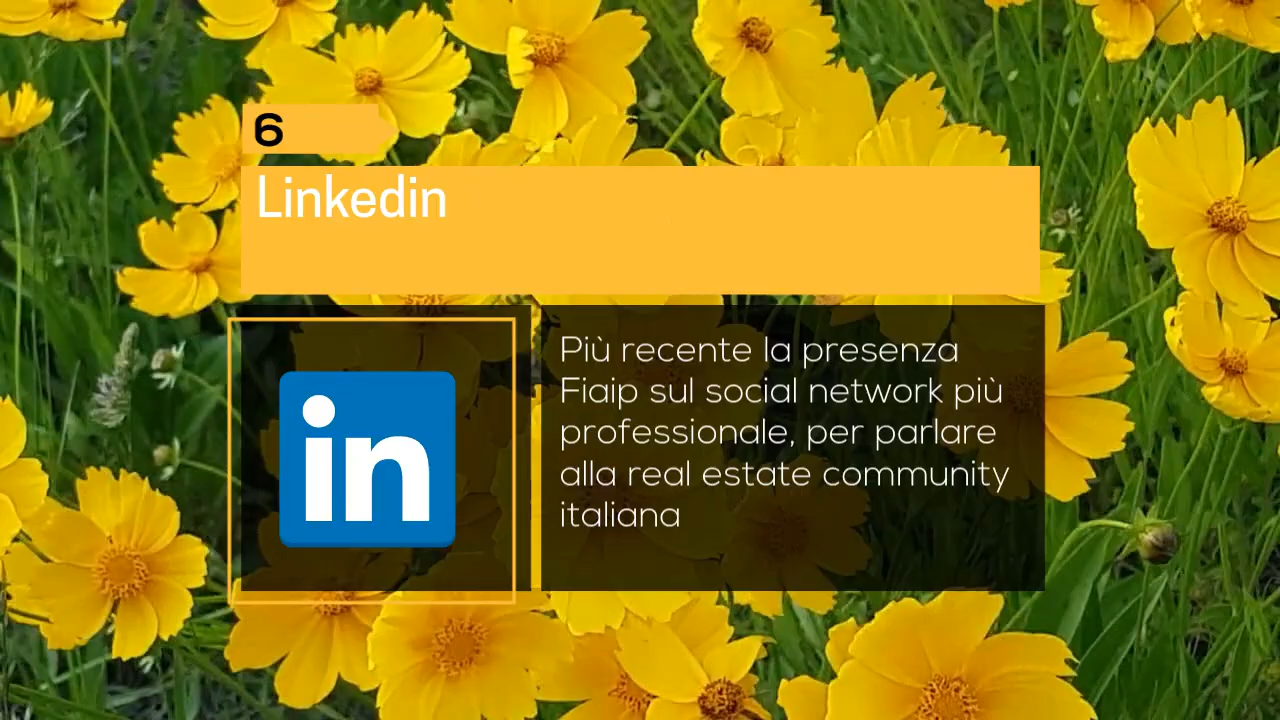 6
Linkedin
in
Più recente la presenza
Fiaip sul social network più
professionale, per parlare
alla real estate community
italiana